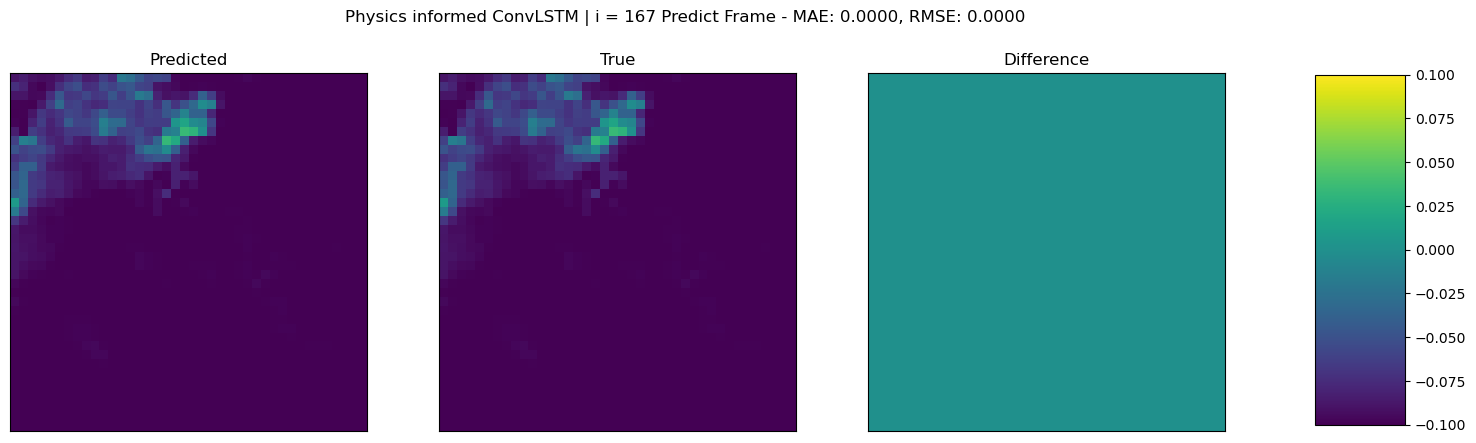 Physics informed ConvLSTM | i = 167 Predict Frame - MAE: 0.0000, RMSE: 0.0000
Predicted
True
Difference
0.100
0.075
0.050
0.025
0.000
−0.025
−0.050
−0.075
−0.100